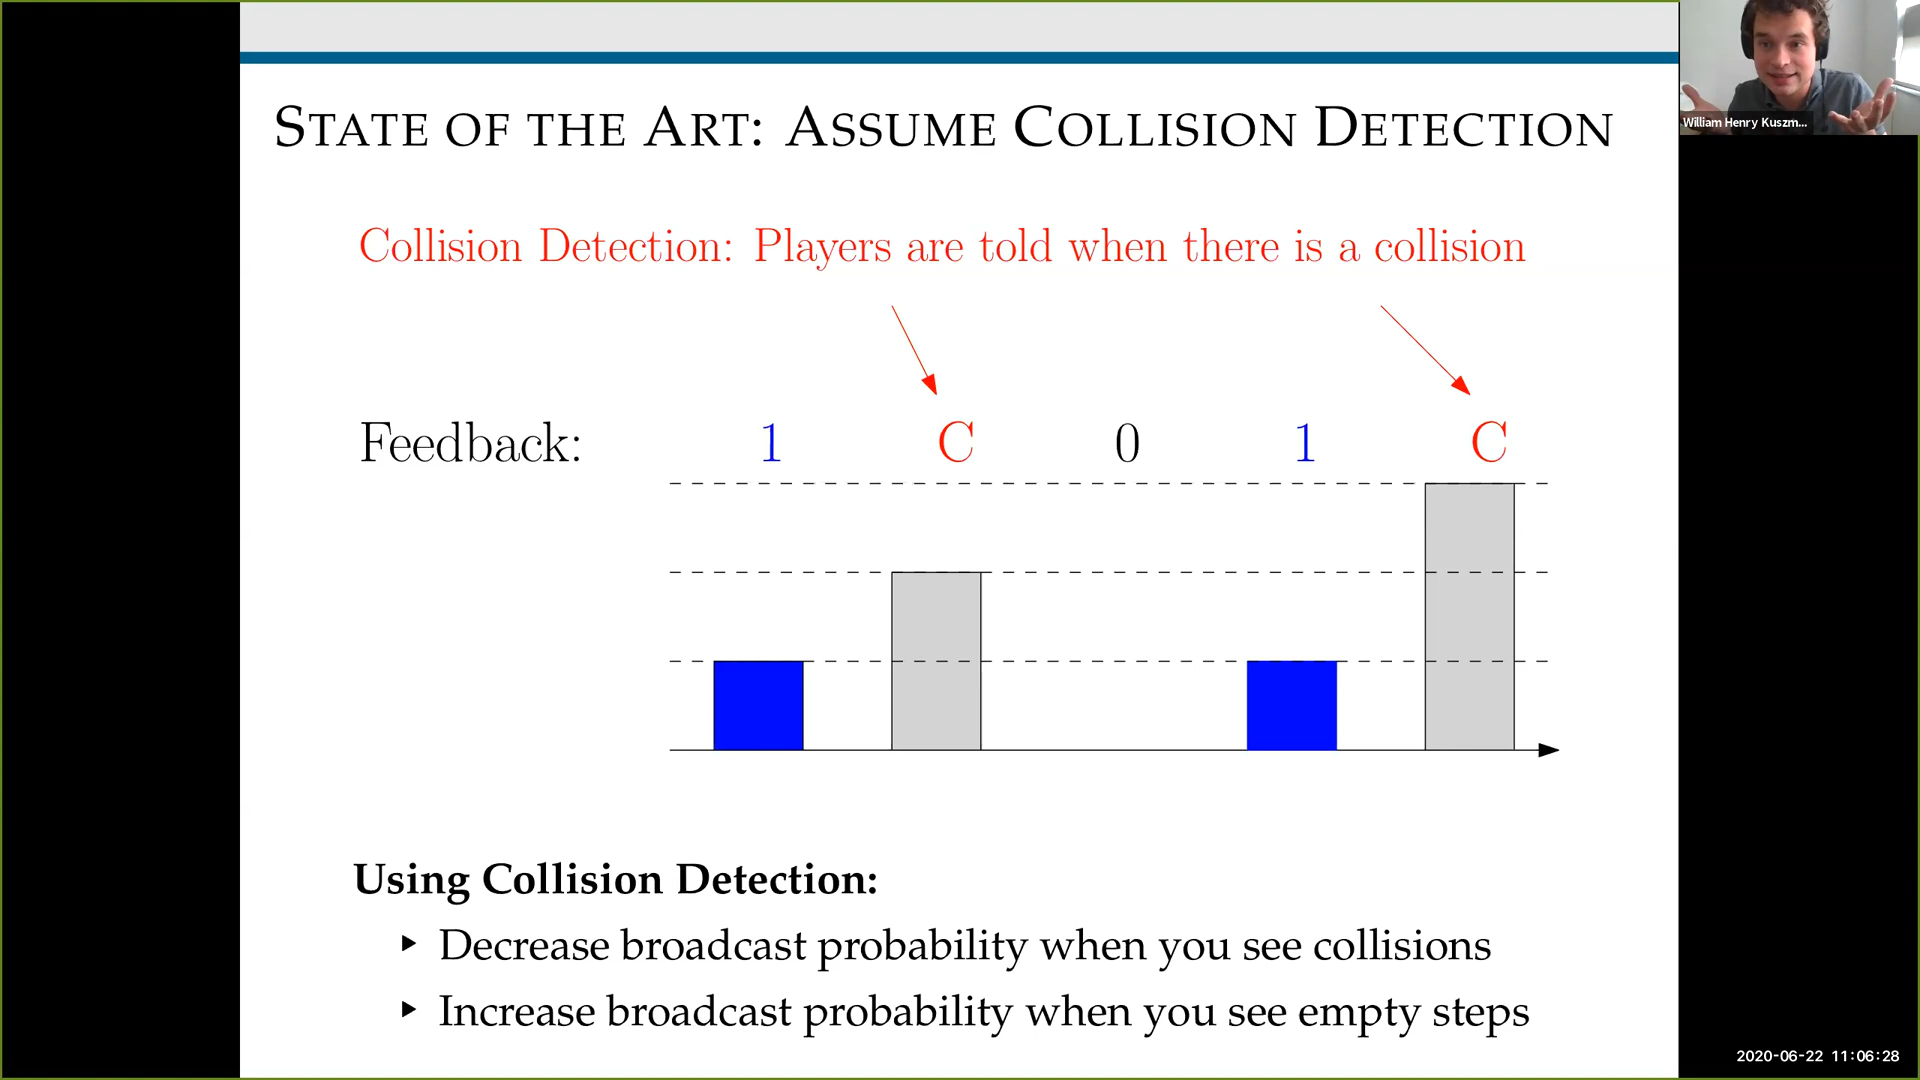 STATE OF THE ART: ASSUME COLLISION DETECTION
William Henry Kuszm...
Collision Detection: Players are told when there is a collision
Feedback: 1 C 0 1 C
Using Collision Detection:
‣ Decrease broadcast probability when you see collisions
‣ Increase broadcast probability when you see empty steps
2020-06-22 11:06:28